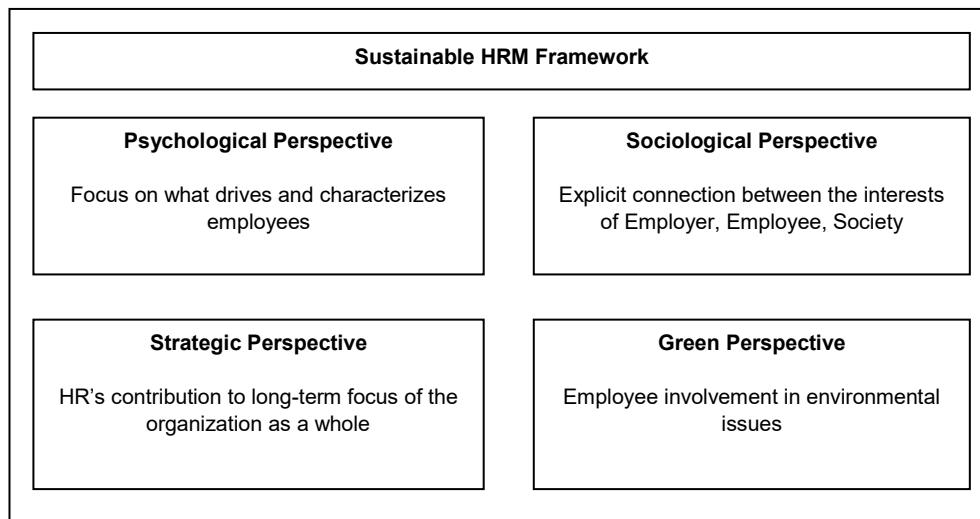 Sustainable HRM Framework
Psychological Perspective
Focus on what drives and characterizes
employees
Sociological Perspective
Explicit connection between the interests
of Employer, Employee, Society
Strategic Perspective
HR’s contribution to long-term focus of the
organization as a whole
Green Perspective
Employee involvement in environmental
issues